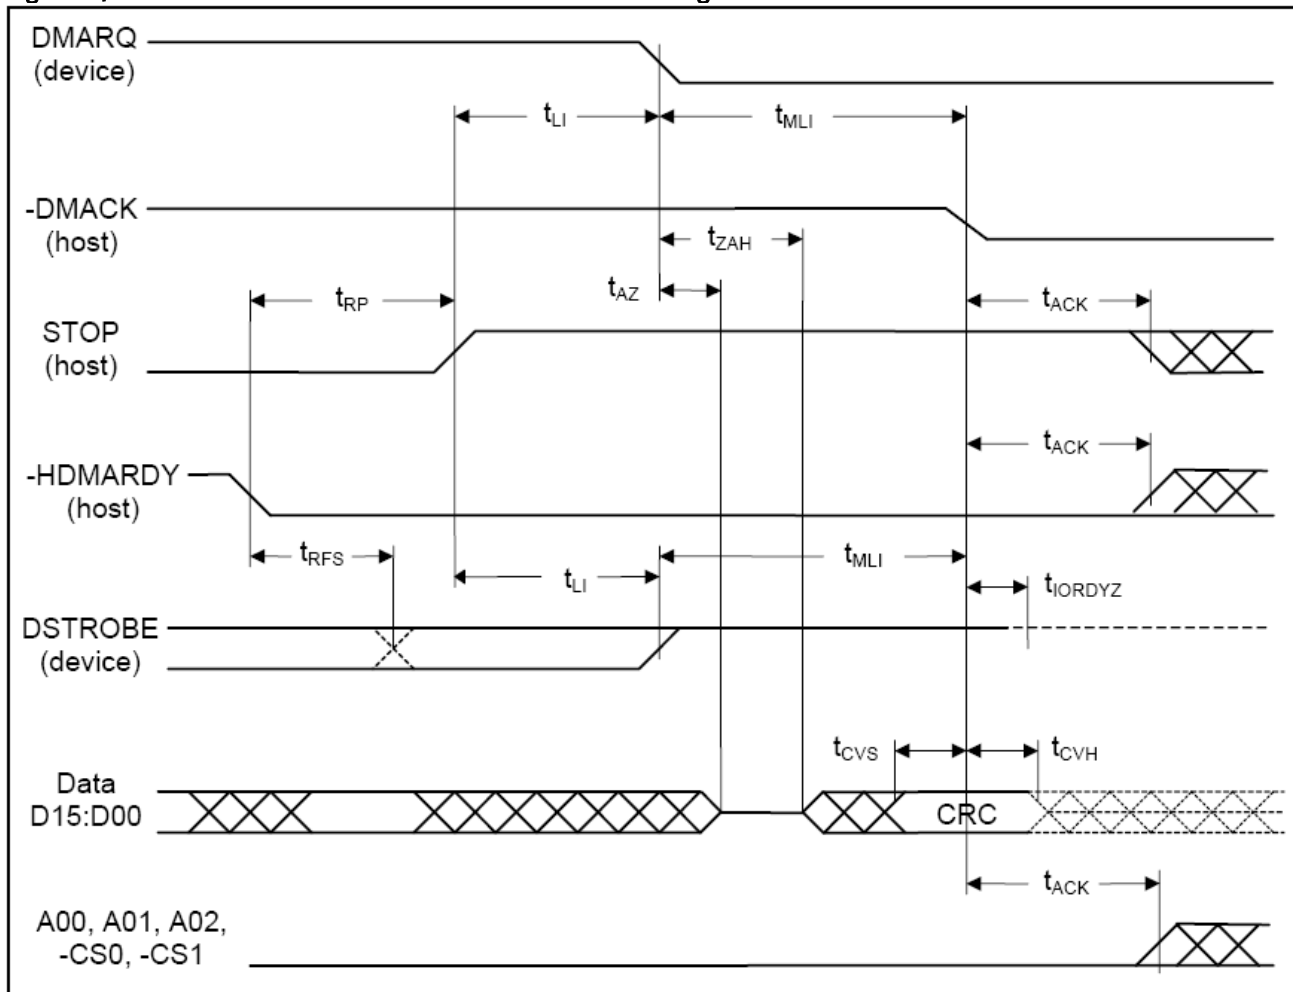 DMARQ
(device)
tLI
tMLI
-DMACK
(host)
tZAH
tAZ
tRP
tACK
STOP
(host)
tACK
-HDMARDY
(host)
tRFS
tLI
tMLI
tIORDYZ
DSTROBE
(device)
tCVS
tCVH
Data
D15:D00
CRC
tACK
A00, A01, A02,
-CS0, -CS1